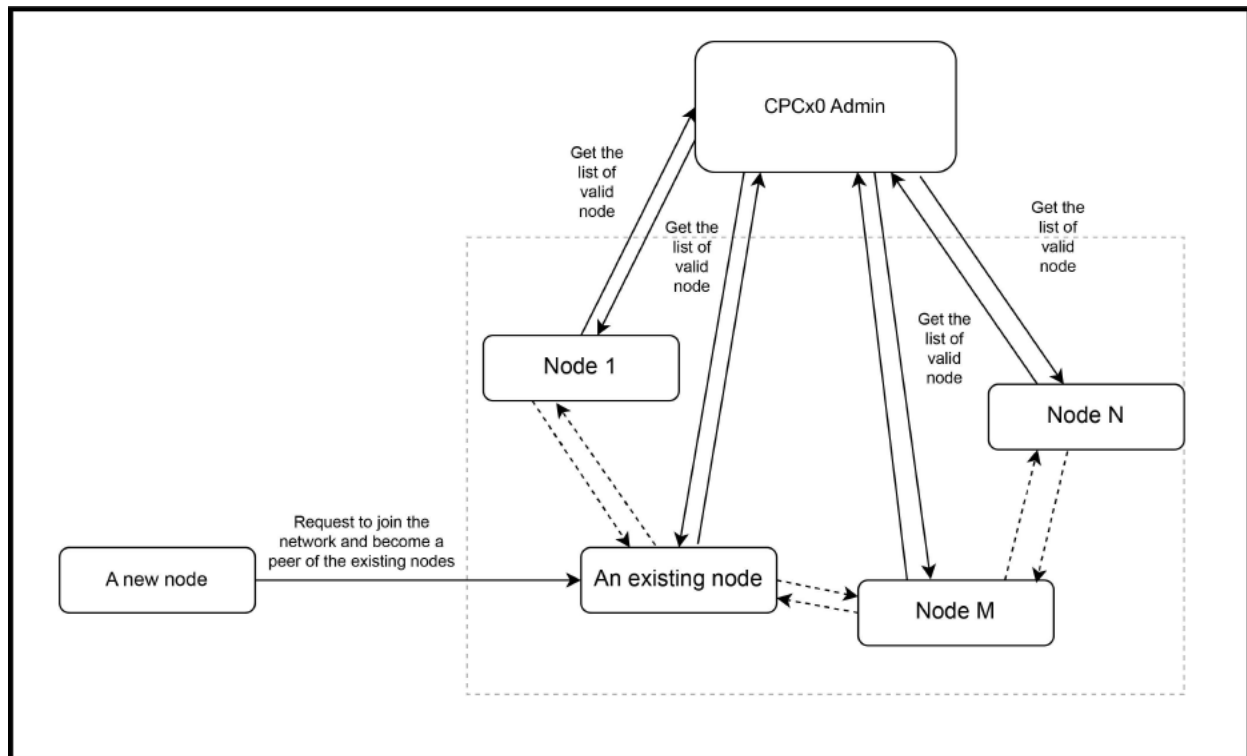 CPCx0 Admin
Get the
list of
valid
node
Get the
list of
valid
node
Get the
list of
valid
node
Get the
list of
valid
node
Node 1
Node N
Request to join the
network and become a
peer of the existing nodes
A new node
An existing node
Node M